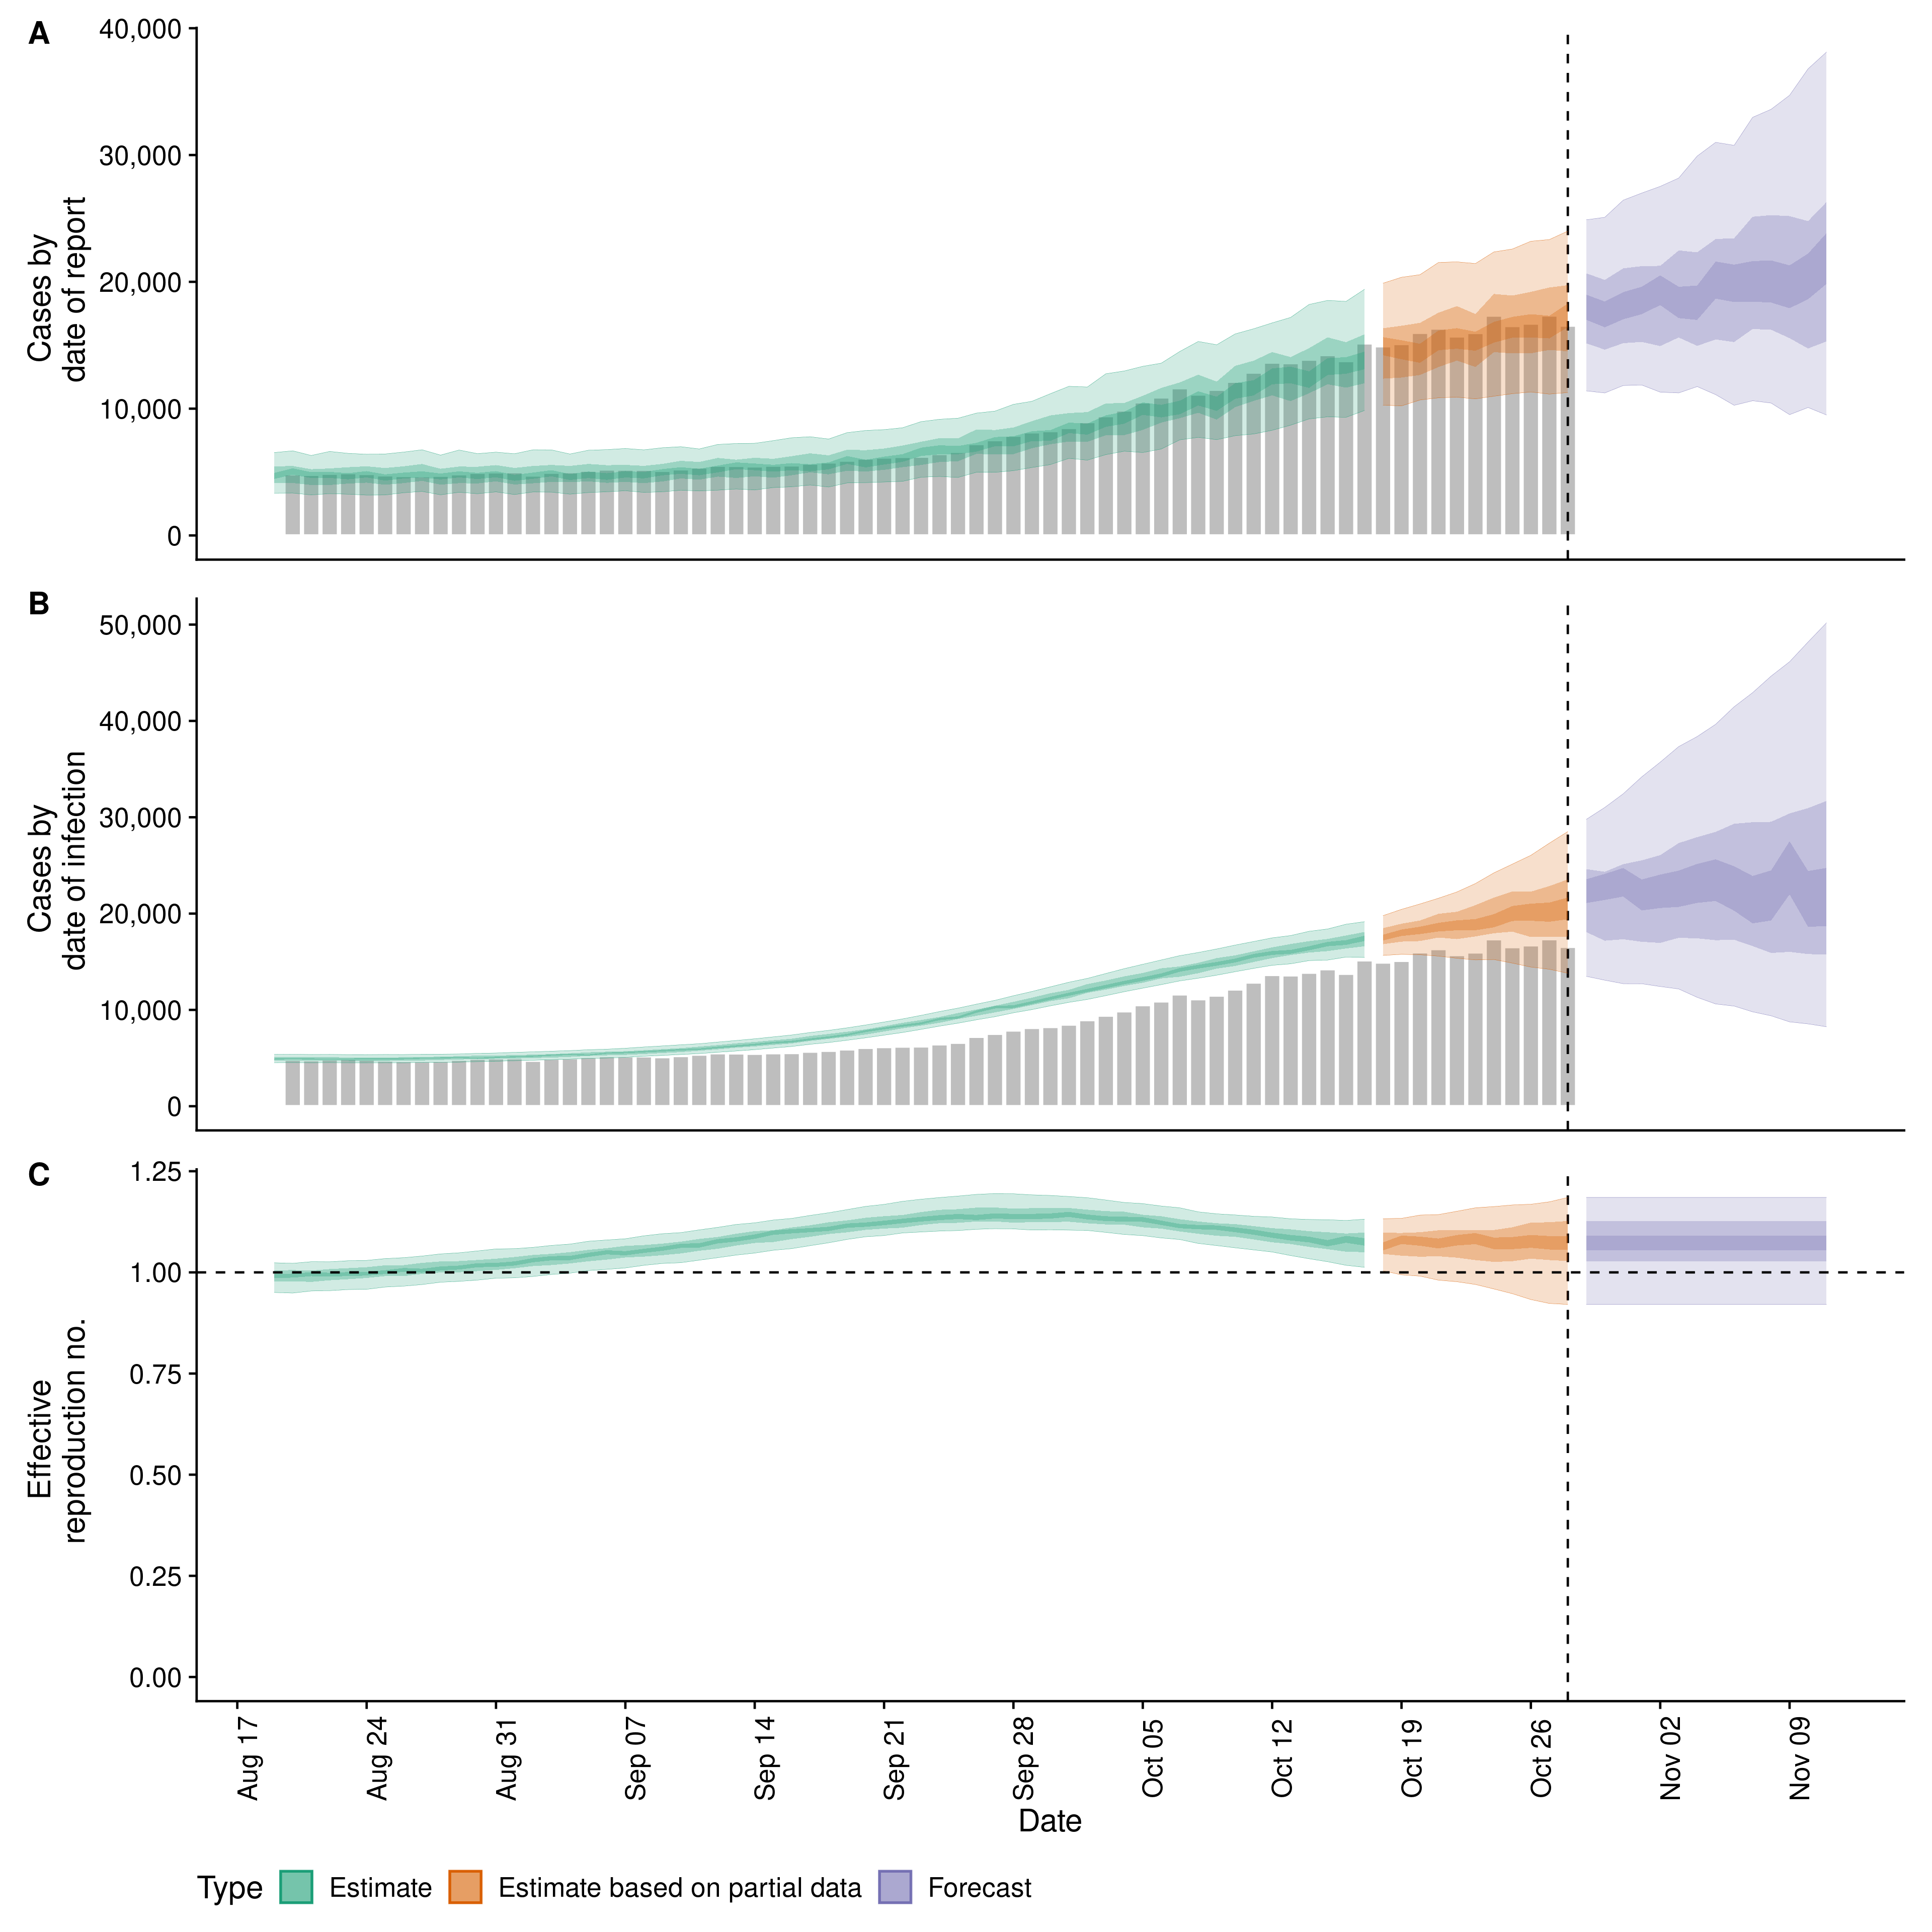 A
40,000
30,000
20,000
10,000
0
Cases by
date of report
B
50,000
40,000
30,000
20,000
10,000
0
Cases by
date of infection
C
1.25
1.00
0.75
0.50
0.25
0.00
Effective
reproduction no.
Aug 17
Aug 24
Aug 31
Sep 07
Sep 14
Sep 21
Sep 28
Oct 05
Oct 12
Oct 19
Oct 26
Nov 02
Nov 09
Date
Type Estimate Estimate based on partial data Forecast